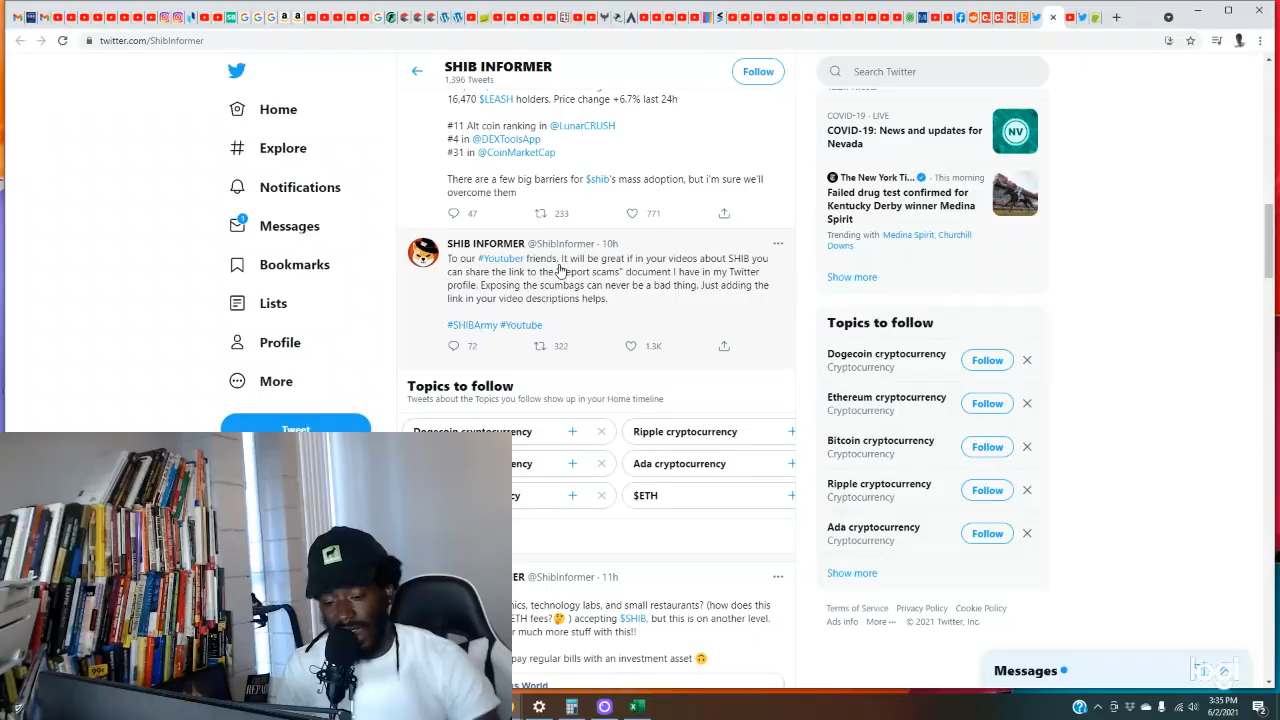 twitter.com/ShibInformer
SHIB INFORMER
1,396 Tweets
Follow
Search Twitter
Home
Explore
Notifications
1
Messages
Bookmarks
Lists
Profile
More
Tweet
16,470 $LEASH holders. Price change +6,7% last 24h
#11 Alt coin ranking in @LunarCRUSH
#4 in @DEXToolsApp
#31 in @CoinMarketCap
There are a few big barriers for $shib's mass adoption, but i'm sure we'll
overcome them
47 233 771
SHIB INFORMER @ShibInformer · 10h
To our #Youtuber friends. It will be great if in your videos about SHIB you
can share the link to the "report scams" document I have in my Twitter
profile. Exposing the scumbags can never be a bad thing. Just adding the
link in your video descriptions helps.
#SHIBArmy #Youtube
72 322 1.3K
Topics to follow
Tweets about the Topics you follow show up in your Home timeline
Dogecoin cryptocurrency
Ripple cryptocurrency
Ada cryptocurrency
$ETH
@ShibInformer · 11h
technology labs, and small restaurants? (how does this
ETH fees?🤔 ) accepting $SHIB, but this is on another level.
much more stuff with this!!
pay regular bills with an investment asset 🙃
World
COVID-19 · LIVE
COVID-19: News and updates for
Nevada
NV
The New York Ti... · This morning
Failed drug test confirmed for
Kentucky Derby winner Medina
Spirit
Trending with Medina Spirit, Churchill
Downs
Show more
Topics to follow
Dogecoin cryptocurrency
Cryptocurrency
Follow
Ethereum cryptocurrency
Cryptocurrency
Follow
Bitcoin cryptocurrency
Cryptocurrency
Follow
Ripple cryptocurrency
Cryptocurrency
Follow
Ada cryptocurrency
Cryptocurrency
Follow
Show more
Terms of Service Privacy Policy Cookie Policy
Ads info More ··· © 2021 Twitter, Inc.
Messages
3:35 PM
6/2/2021
2